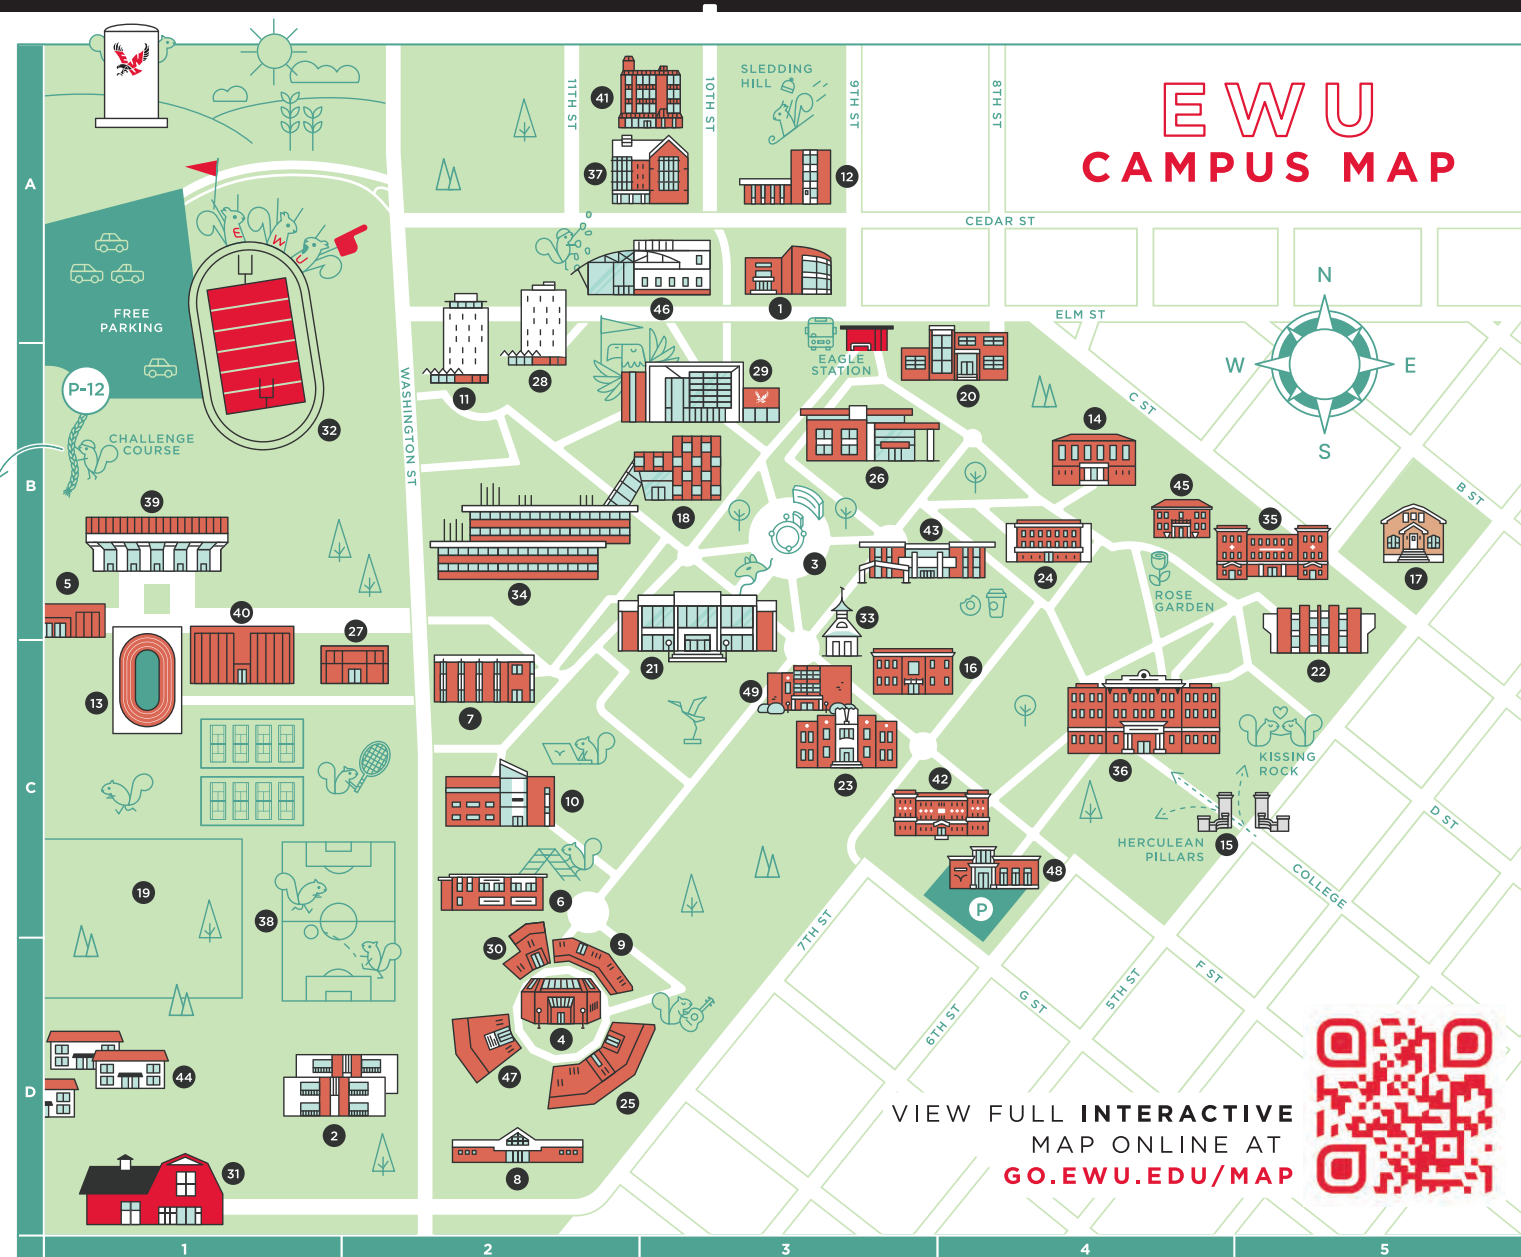 EWU
CAMPUS MAP
A
B
C
D
1
2
3
4
5
11TH ST
10TH ST
9TH ST
8TH ST
SLEDDING
HILL
41
37
12
CEDAR ST
E
W
U
FREE
PARKING
46
1
ELM ST
N
W
E
S
EAGLE
STATION
P-12
CHALLENGE
COURSE
32
WASHINGTON ST
11
28
29
20
C ST
14
26
B ST
39
18
45
35
43
34
3
24
17
5
40
27
33
ROSE
GARDEN
21
16
22
13
7
49
36
KISSING
ROCK
23
42
10
HERCULEAN
PILLARS
15
D ST
COLLEGE
48
P
19
38
6
7TH ST
30
9
F ST
G ST
5TH ST
6TH ST
4
44
47
25
2
8
31
VIEW FULL INTERACTIVE
MAP ONLINE AT
GO.EWU.EDU/MAP